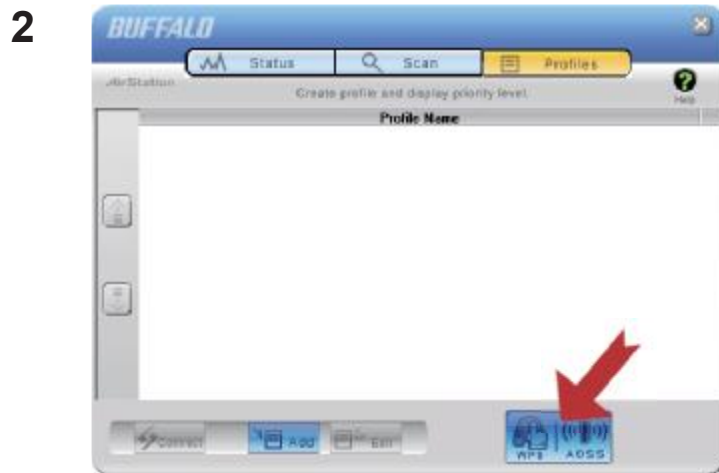 2
BUFFALO
Status Scan Profiles
AirStation
Create profile and display priority level.
Help
Profile Name
Connect Add Edit
WPS AOSS